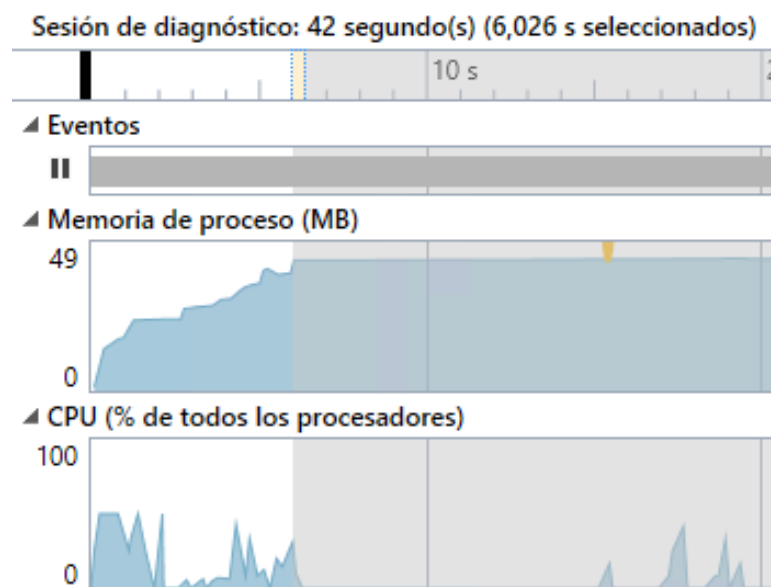 Sesión de diagnóstico: 42 segundo(s) (6,026 s seleccionados)
10 s
2
Eventos
Memoria de proceso (MB)
49
0
CPU (% de todos los procesadores)
100
0